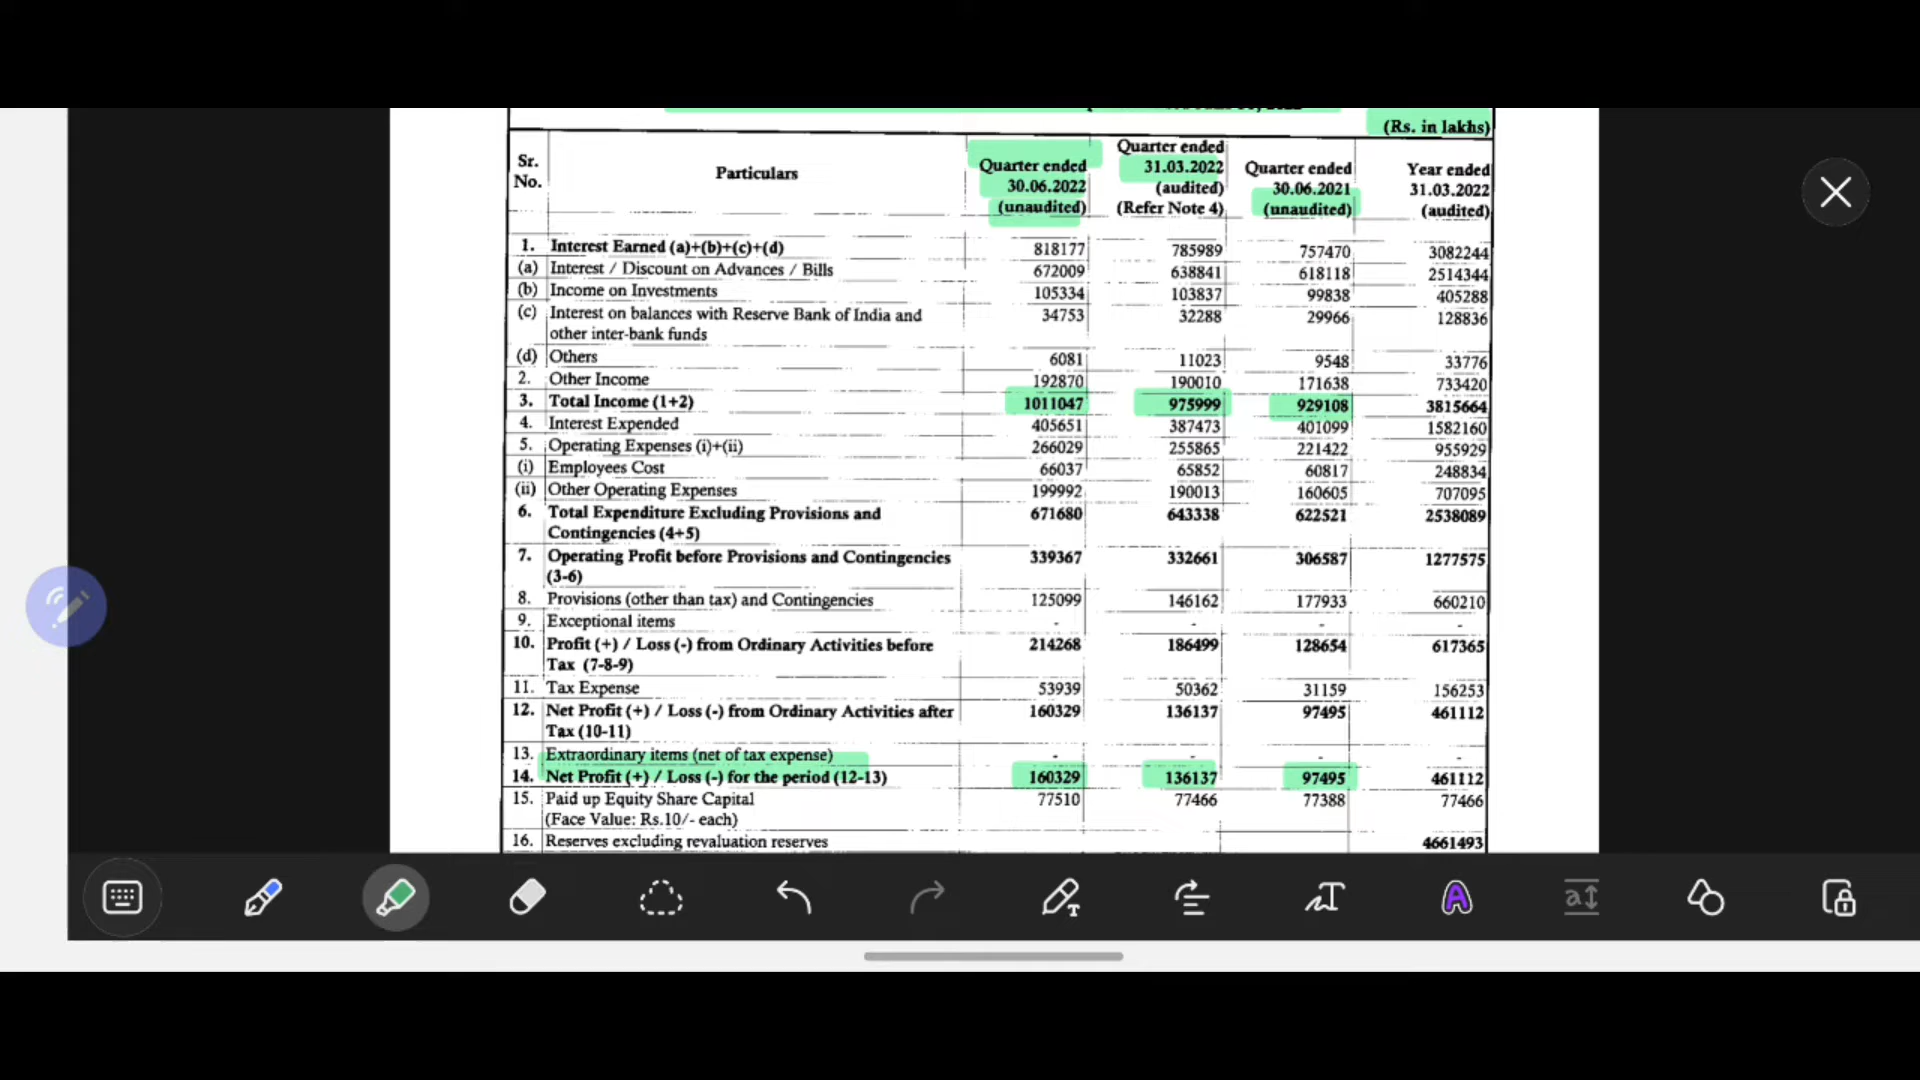 (Rs. in lakhs)
Sr. No. Particulars Quarter ended 30.06.2022 (unaudited) Quarter ended 31.03.2022 (audited) (Refer Note 4) Quarter ended 30.06.2021 (unaudited) Year ended 31.03.2022 (audited)
1. Interest Earned (a)+(b)+(c)+(d) 818177 785989 757470 3082244
(a) Interest / Discount on Advances / Bills 672009 638841 618118 2514344
(b) Income on Investments 105334 103837 99838 405288
(c) Interest on balances with Reserve Bank of India and 34753 32288 29966 128836
other inter-bank funds
(d) Others 6081 11023 9548 33776
2. Other Income 192870 190010 171638 733420
3. Total Income (1+2) 1011047 975999 929108 3815664
4. Interest Expended 405651 387473 401099 1582160
5. Operating Expenses (i)+(ii) 266029 255865 221422 955929
(i) Employees Cost 66037 65852 60817 248834
(ii) Other Operating Expenses 199992 190013 160605 707095
6. Total Expenditure Excluding Provisions and 671680 643338 622521 2538089
Contingencies (4+5)
7. Operating Profit before Provisions and Contingencies 339367 332661 306587 1277575
(3-6)
8. Provisions (other than tax) and Contingencies 125099 146162 177933 660210
9. Exceptional items - - - -
10. Profit (+) / Loss (-) from Ordinary Activities before 214268 186499 128654 617365
Tax (7-8-9)
11. Tax Expense 53939 50362 31159 156253
12. Net Profit (+) / Loss (-) from Ordinary Activities after 160329 136137 97495 461112
Tax (10-11)
13. Extraordinary items (net of tax expense) - - - -
14. Net Profit (+) / Loss (-) for the period (12-13) 160329 136137 97495 461112
15. Paid up Equity Share Capital 77510 77466 77388 77466
(Face Value: Rs.10/- each)
16. Reserves excluding revaluation reserves 4661493